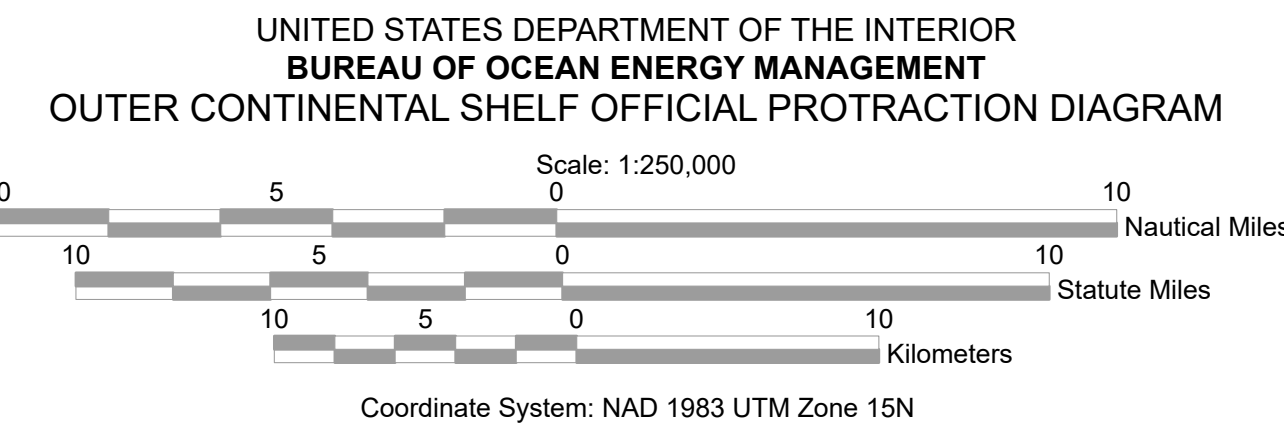 UNITED STATES DEPARTMENT OF THE INTERIOR
BUREAU OF OCEAN ENERGY MANAGEMENT
OUTER CONTINENTAL SHELF OFFICIAL PROTRACTION DIAGRAM
Scale: 1:250,000
0 5 0 10
Nautical Miles
10 5 0 10
Statute Miles
10 5 0 10
Kilometers
Coordinate System: NAD 1983 UTM Zone 15N